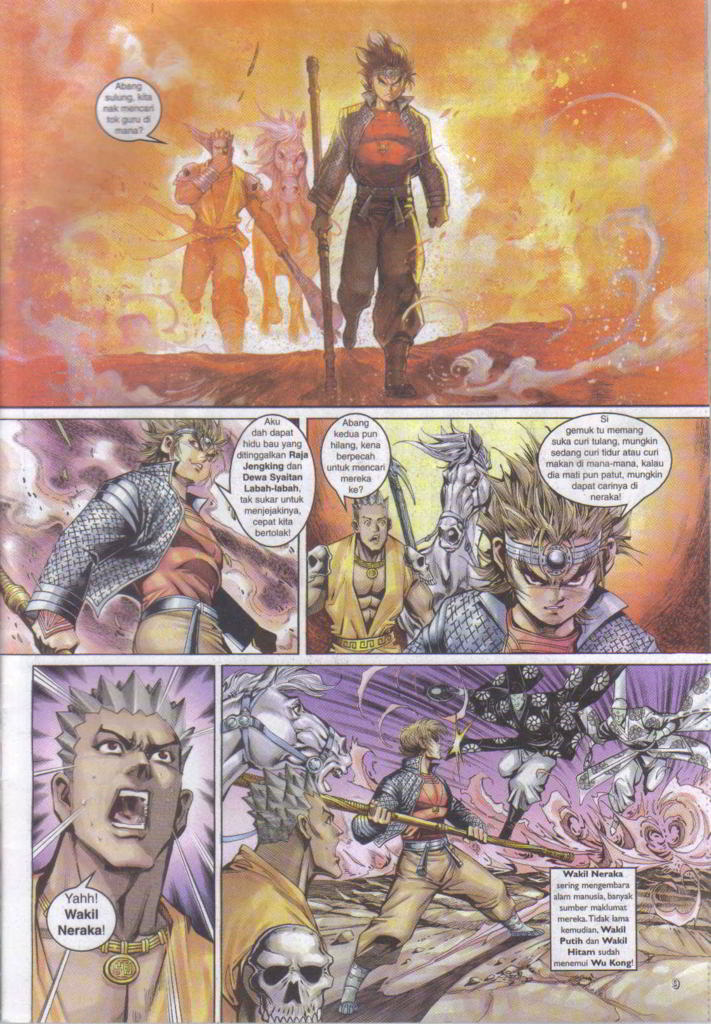 Abang
sulung, kita
nak mencari
tok guru di
mana?
Aku
dah dapat
hidu bau yang
ditinggalkan Raja
Jengking dan
Dewa Syaitan
Labah-labah,
tak sukar untuk
menjejakinya,
cepat kita
bertolak!
Abang
kedua pun
hilang, kena
berpecah
untuk mencari
mereka
ke?
Si
gemuk tu memang
suka curi tulang, mungkin
sedang curi tidur atau curi
makan di mana-mana, kalau
dia mati pun patut, mungkin
dapat carinya di
neraka!
Yahh!
Wakil
Neraka!
Wakil Neraka
sering mengembara
alam manusia, banyak
sumber maklumat
mereka. Tidak lama
kemudian, Wakil
Putih dan Wakil
Hitam sudah
menemui Wu Kong!
9